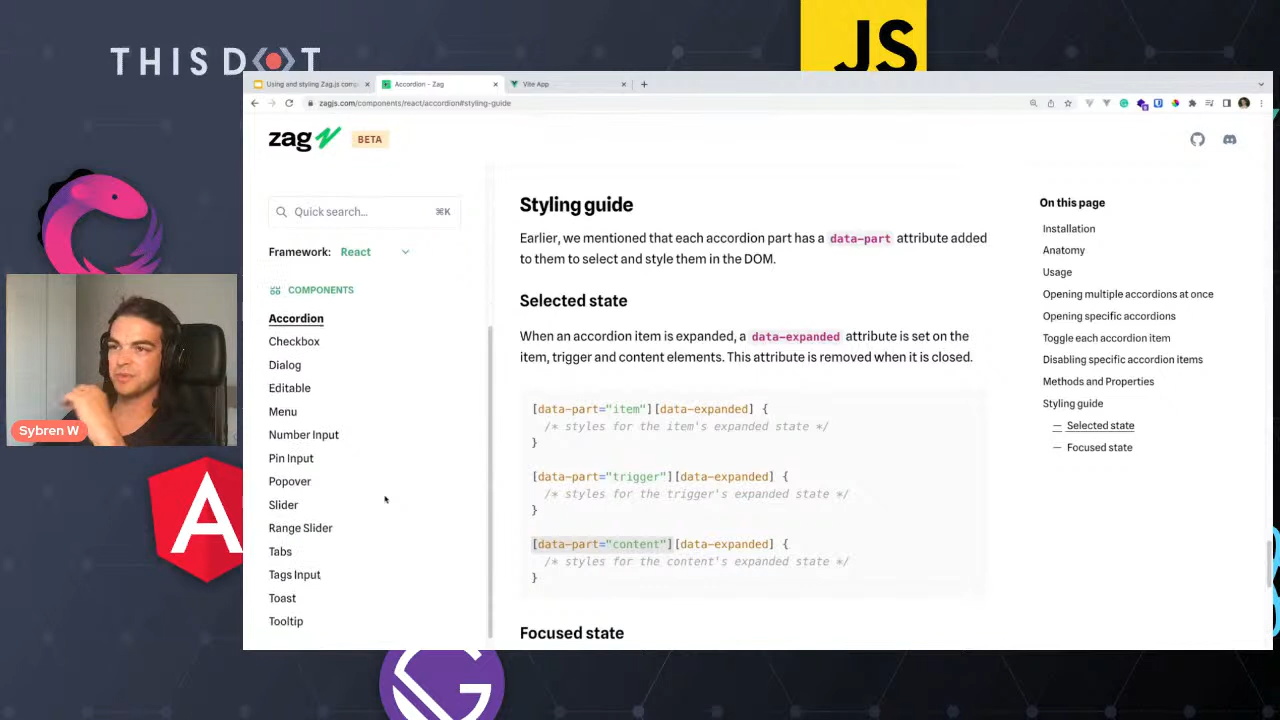 THIS DOT
JS
Using and styling Zag.js comp
Accordion - Zag
Vite App
zagjs.com/components/react/accordion#styling-guide
zag
BETA
Quick search...
⌘K
Framework: React
COMPONENTS
Accordion
Checkbox
Dialog
Editable
Menu
Number Input
Pin Input
Popover
Slider
Range Slider
Tabs
Tags Input
Toast
Tooltip
Styling guide
Earlier, we mentioned that each accordion part has a data-part attribute added
to them to select and style them in the DOM.
Selected state
When an accordion item is expanded, a data-expanded attribute is set on the
item, trigger and content elements. This attribute is removed when it is closed.
[data-part="item"][data-expanded] {
/* styles for the item's expanded state */
}
[data-part="trigger"][data-expanded] {
/* styles for the trigger's expanded state */
}
[data-part="content"][data-expanded] {
/* styles for the content's expanded state */
}
Focused state
On this page
Installation
Anatomy
Usage
Opening multiple accordions at once
Opening specific accordions
Toggle each accordion item
Disabling specific accordion items
Methods and Properties
Styling guide
— Selected state
— Focused state
Sybren W
A